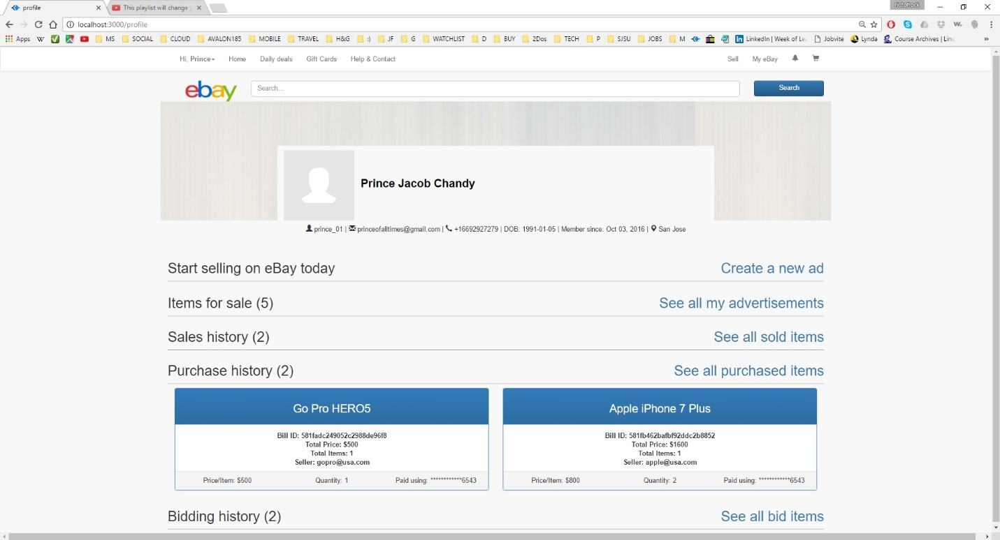 profile
This playlist will change
riotofrock
localhost:3000/profile
Apps W MS SOCIAL CLOUD AVALON185 MOBILE TRAVEL H&G :) JF G WATCHLIST D BUY 2Dos TECH P SJSU JOBS M LinkedIn | Week of Le Jobvite Lynda Course Archives | Linu »
Hi, Prince Home Daily deals Gift Cards Help & Contact Sell My eBay
ebay Search... Search
Prince Jacob Chandy
prince_01 | princeofalltimes@gmail.com | +16692927279 | DOB: 1991-01-05 | Member since: Oct 03, 2016 | San Jose
Start selling on eBay today Create a new ad
Items for sale (5) See all my advertisements
Sales history (2) See all sold items
Purchase history (2) See all purchased items
Go Pro HERO5
Bill ID: 581fadc249052c2988de96f8
Total Price: $500
Total Items: 1
Seller: gopro@usa.com
Price/Item: $500 Quantity: 1 Paid using: ************6543
Apple iPhone 7 Plus
Bill ID: 581fb462bafbf92ddc2b8852
Total Price: $1600
Total Items: 1
Seller: apple@usa.com
Price/Item: $800 Quantity: 2 Paid using: ************6543
Bidding history (2) See all bid items